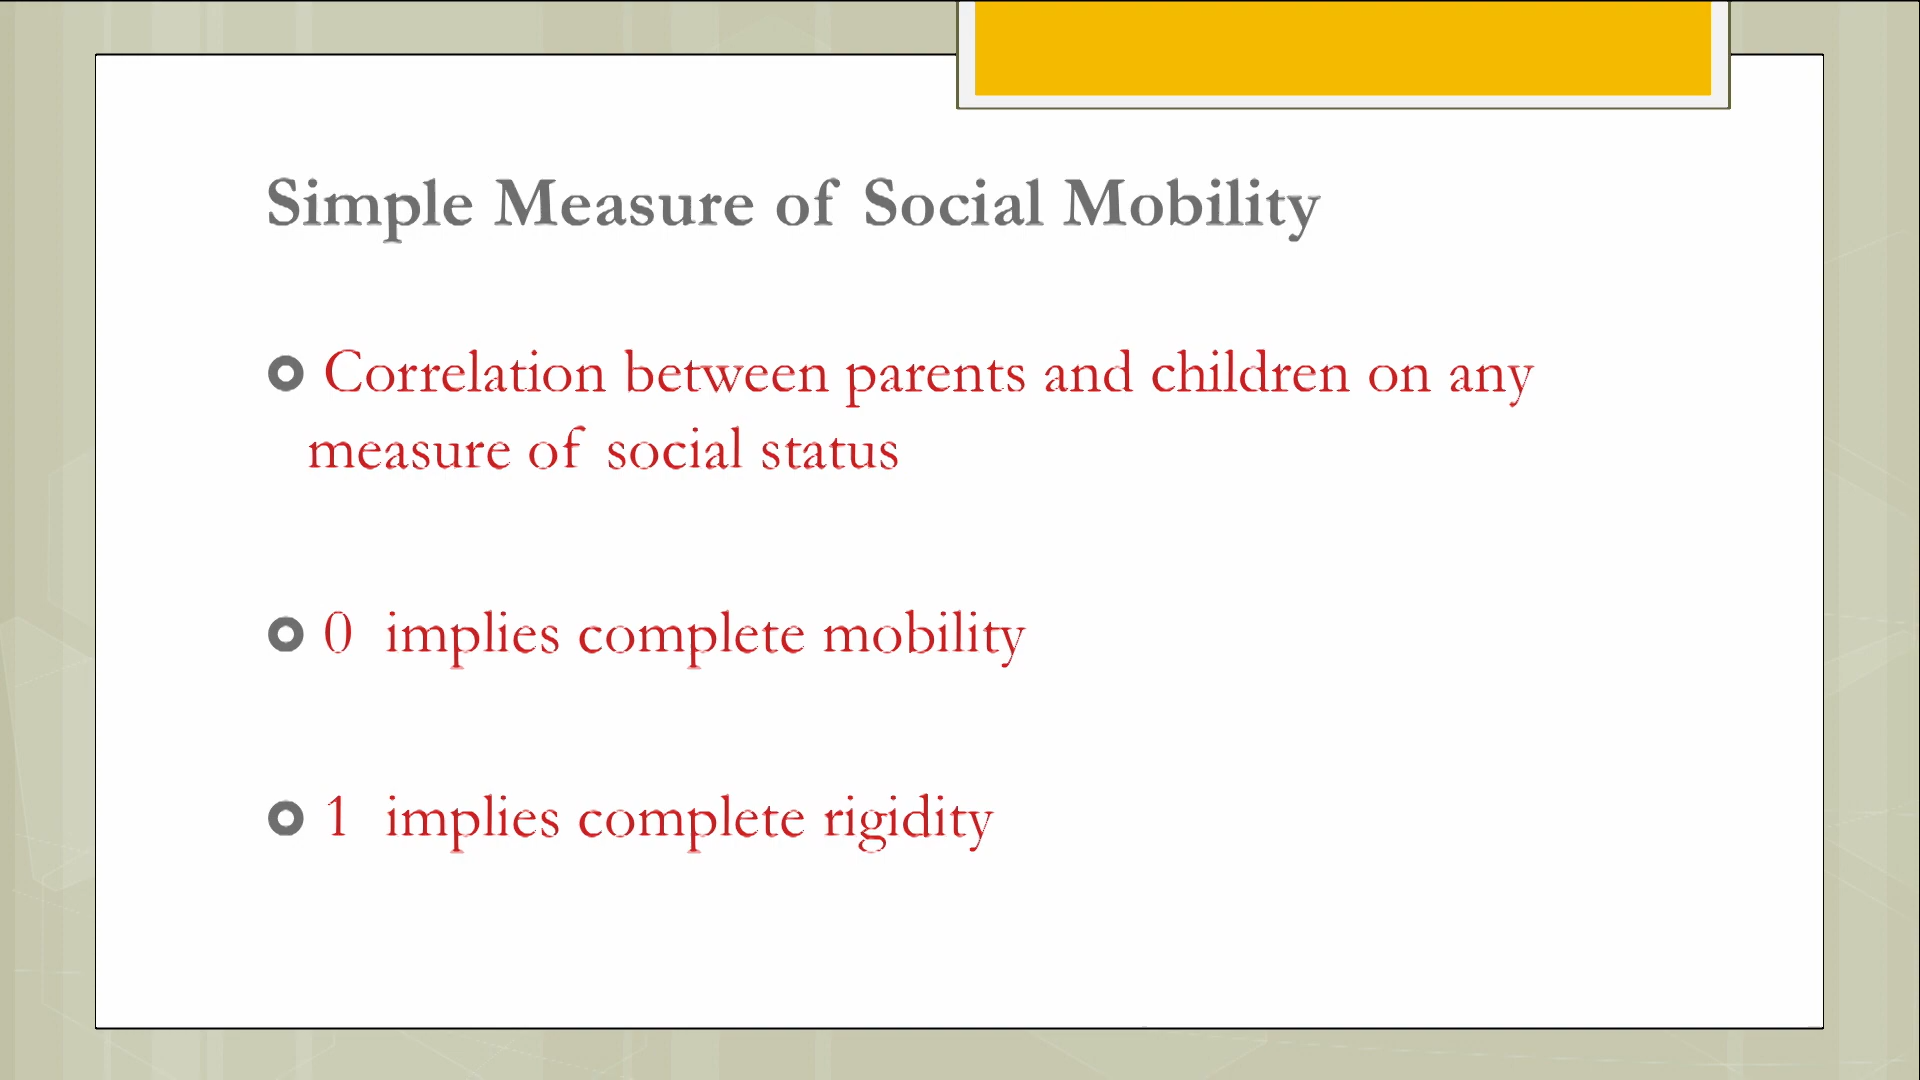 Simple Measure of Social Mobility
Correlation between parents and children on any
measure of social status
0 implies complete mobility
1 implies complete rigidity